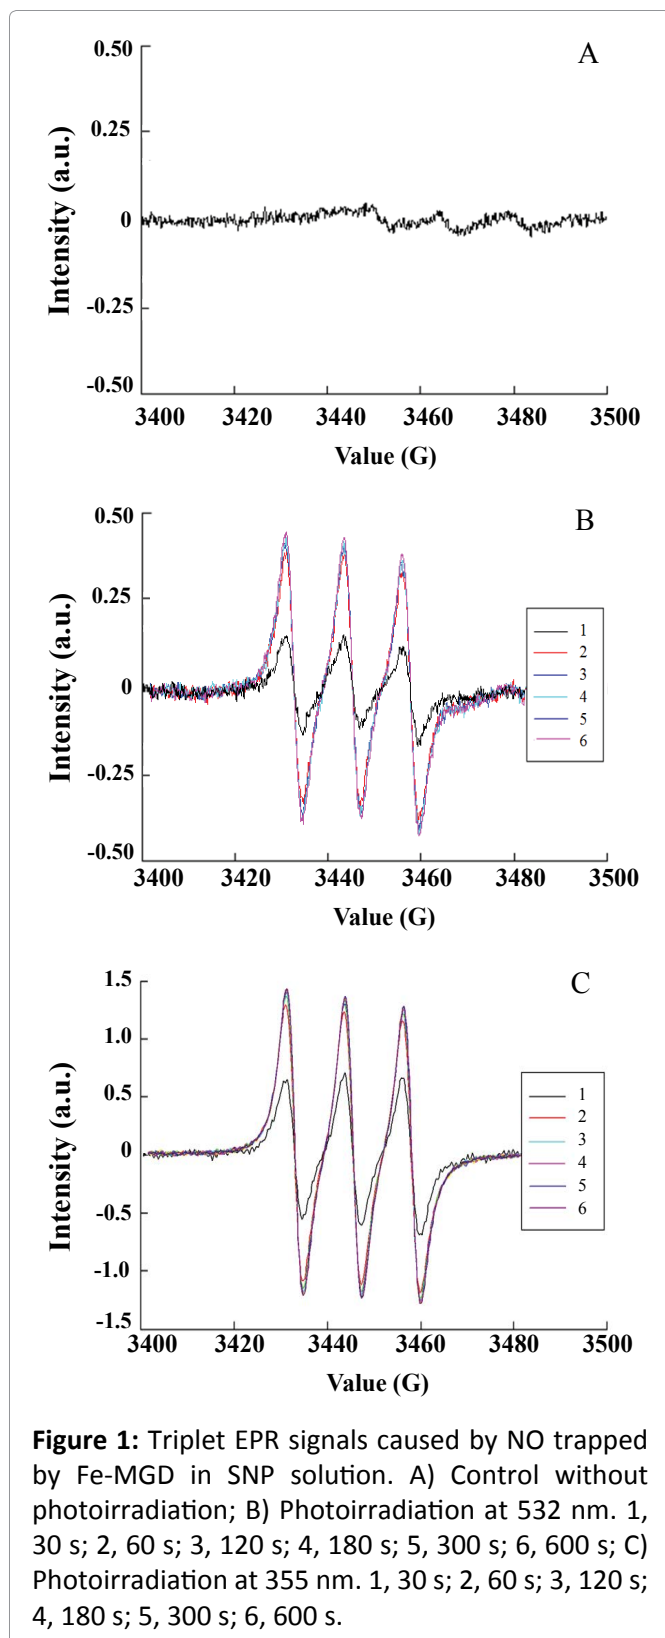 A
0.50
0.25
0
-0.25
-0.50
Intensity (a.u.)
3400 3420 3440 3460 3480 3500
Value (G)
B
0.50
0.25
0
-0.25
-0.50
Intensity (a.u.)
1
2
3
4
5
6
3400 3420 3440 3460 3480 3500
Value (G)
C
1.5
1.0
0.5
0
-0.5
-1.0
-1.5
Intensity (a.u.)
1
2
3
4
5
6
3400 3420 3440 3460 3480 3500
Value (G)
Figure 1: Triplet EPR signals caused by NO trapped
by Fe-MGD in SNP solution. A) Control without
photoirradiation; B) Photoirradiation at 532 nm. 1,
30 s; 2, 60 s; 3, 120 s; 4, 180 s; 5, 300 s; 6, 600 s; C)
Photoirradiation at 355 nm. 1, 30 s; 2, 60 s; 3, 120 s;
4, 180 s; 5, 300 s; 6, 600 s.